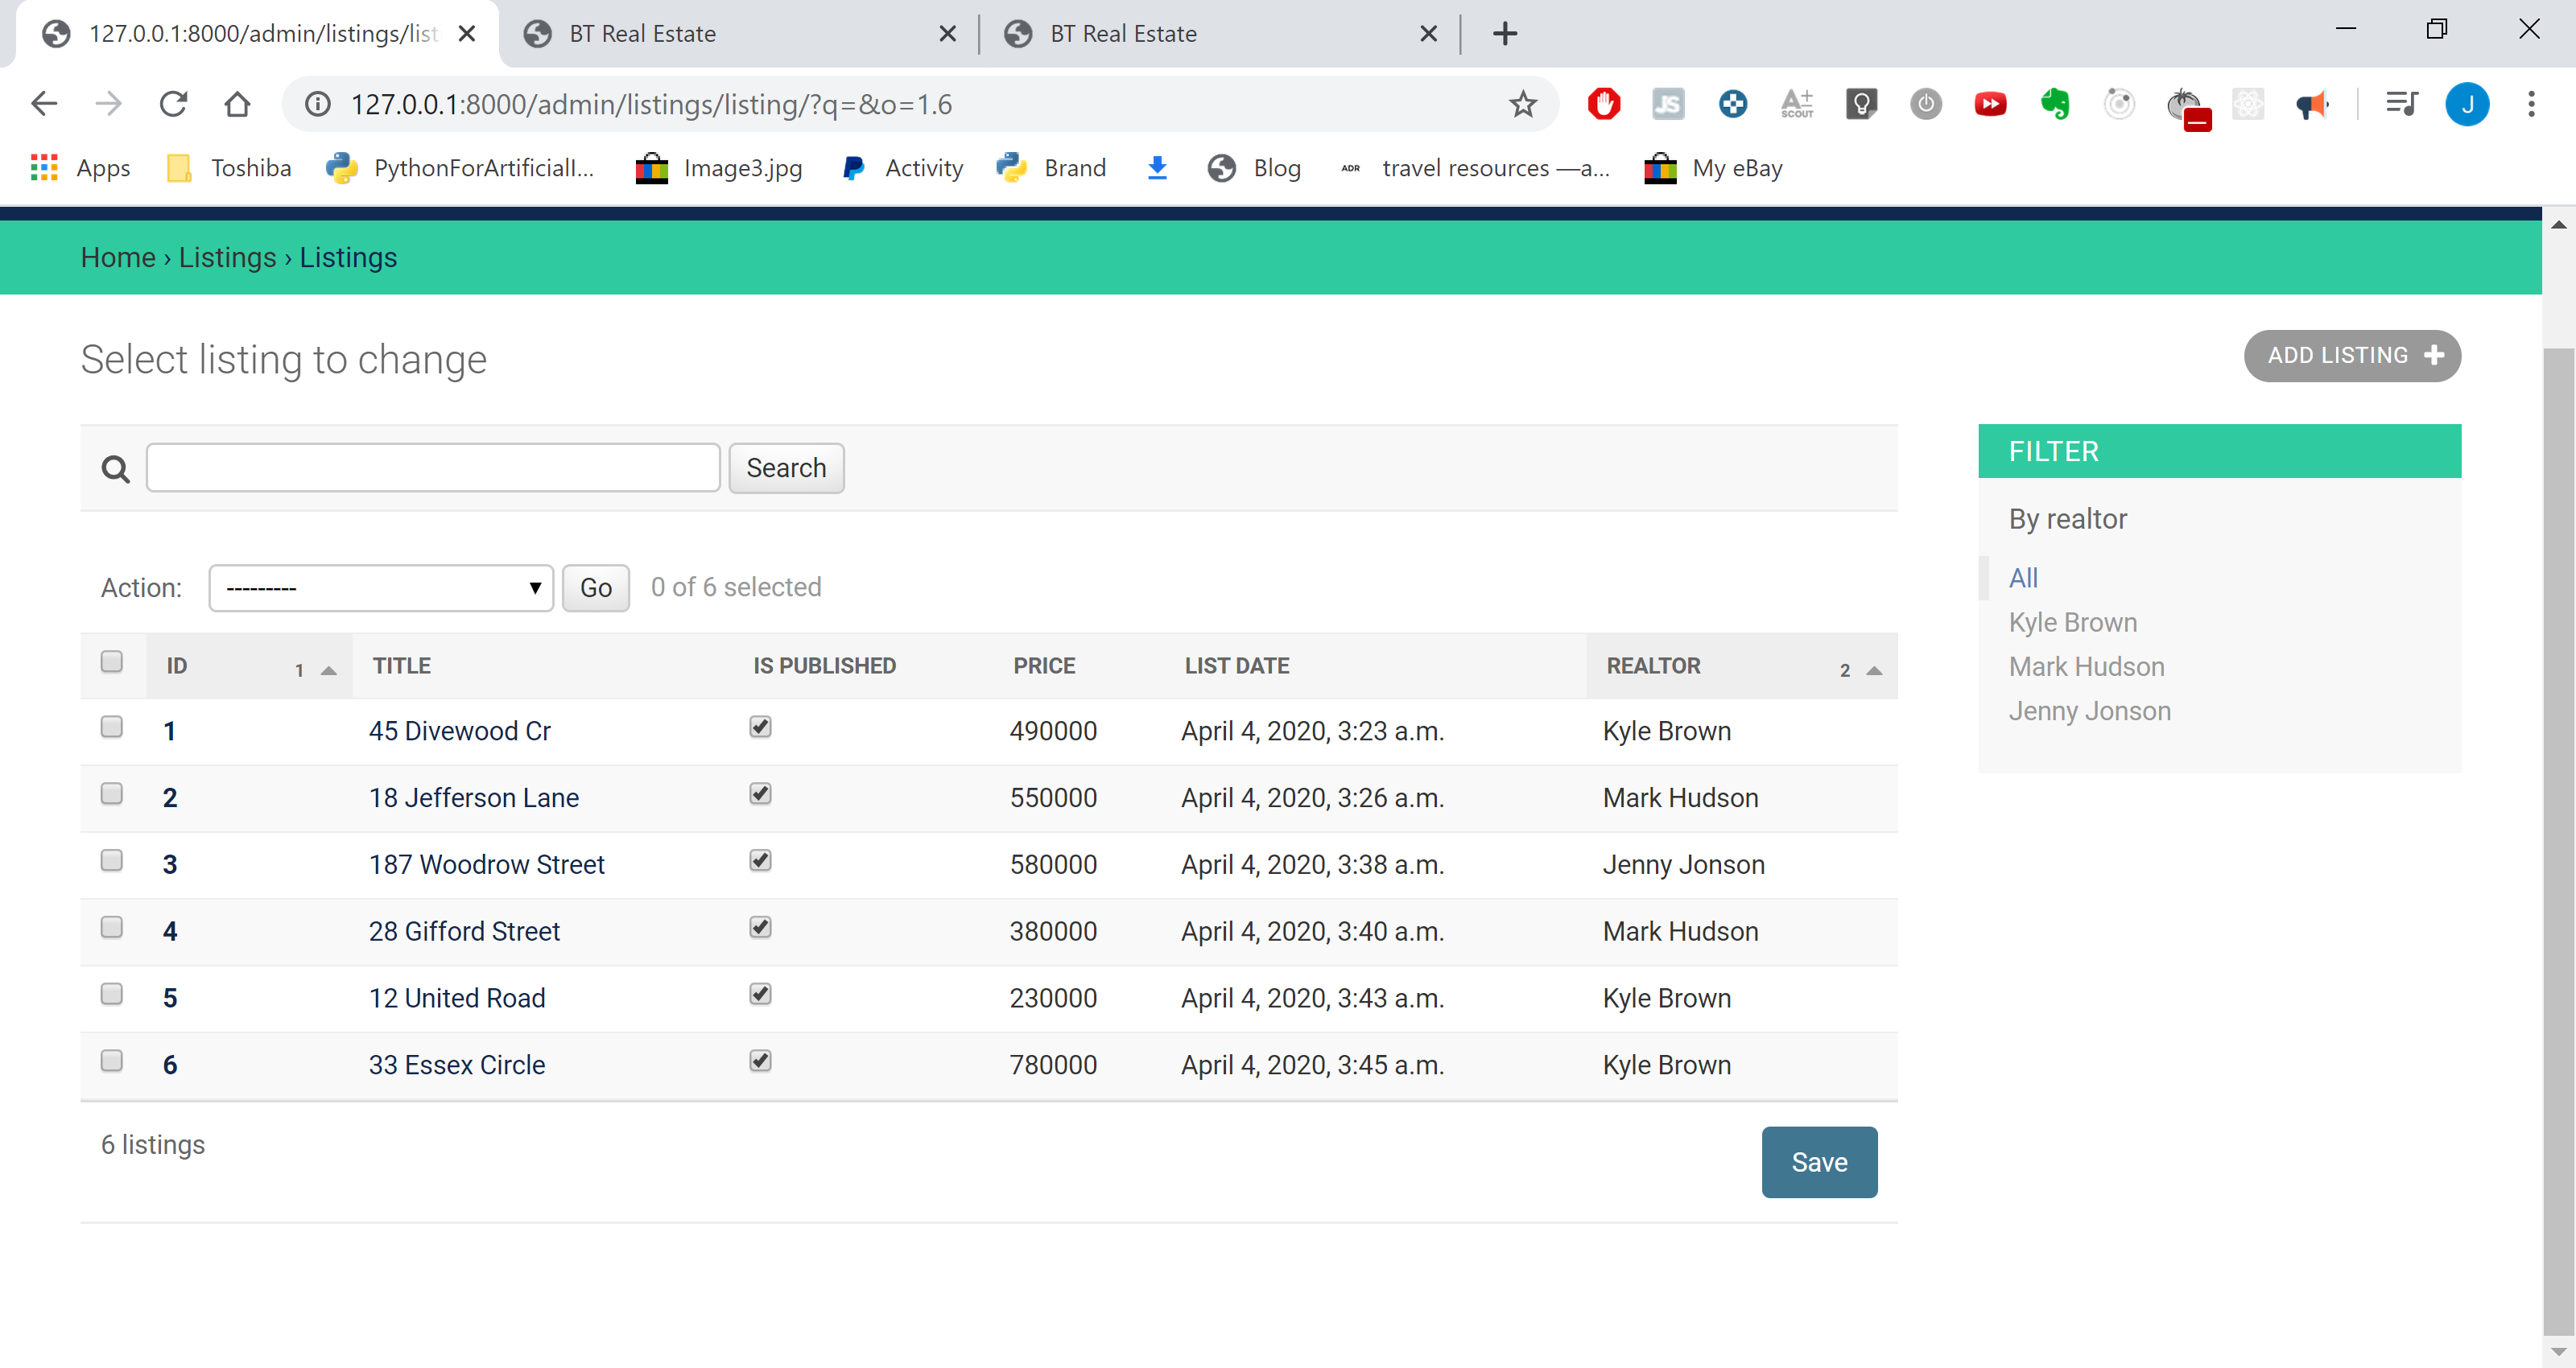 127.0.0.1:8000/admin/listings/list
BT Real Estate
BT Real Estate
127.0.0.1:8000/admin/listings/listing/?q=&o=1.6
JS
A±
SCOUT
J
Apps
Toshiba
PythonForArtificialI...
Image3.jpg
Activity
Brand
Blog
ADR
travel resources —a...
My eBay
Home › Listings › Listings
Select listing to change
ADD LISTING +
Search
FILTER
By realtor
All
Kyle Brown
Mark Hudson
Jenny Jonson
Action: --------- Go 0 of 6 selected
ID 1 TITLE IS PUBLISHED PRICE LIST DATE REALTOR 2
1 45 Divewood Cr 490000 April 4, 2020, 3:23 a.m. Kyle Brown
2 18 Jefferson Lane 550000 April 4, 2020, 3:26 a.m. Mark Hudson
3 187 Woodrow Street 580000 April 4, 2020, 3:38 a.m. Jenny Jonson
4 28 Gifford Street 380000 April 4, 2020, 3:40 a.m. Mark Hudson
5 12 United Road 230000 April 4, 2020, 3:43 a.m. Kyle Brown
6 33 Essex Circle 780000 April 4, 2020, 3:45 a.m. Kyle Brown
6 listings
Save